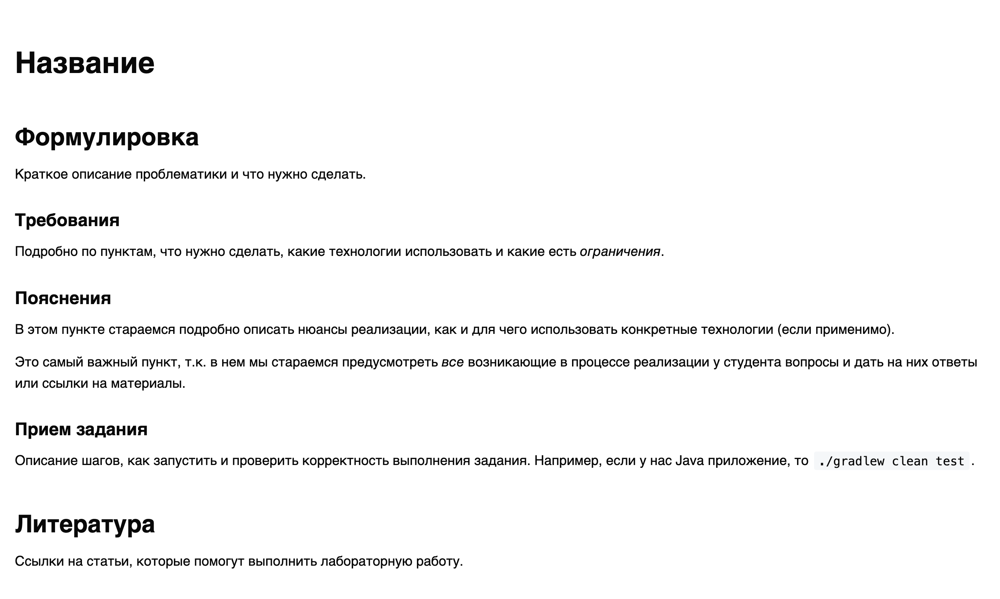 Название
Формулировка
Краткое описание проблематики и что нужно сделать.
Требования
Подробно по пунктам, что нужно сделать, какие технологии использовать и какие есть ограничения.
Пояснения
В этом пункте стараемся подробно описать нюансы реализации, как и для чего использовать конкретные технологии (если применимо).
Это самый важный пункт, т.к. в нем мы стараемся предусмотреть все возникающие в процессе реализации у студента вопросы и дать на них ответы
или ссылки на материалы.
Прием задания
Описание шагов, как запустить и проверить корректность выполнения задания. Например, если у нас Java приложение, то ./gradlew clean test.
Литература
Ссылки на статьи, которые помогут выполнить лабораторную работу.